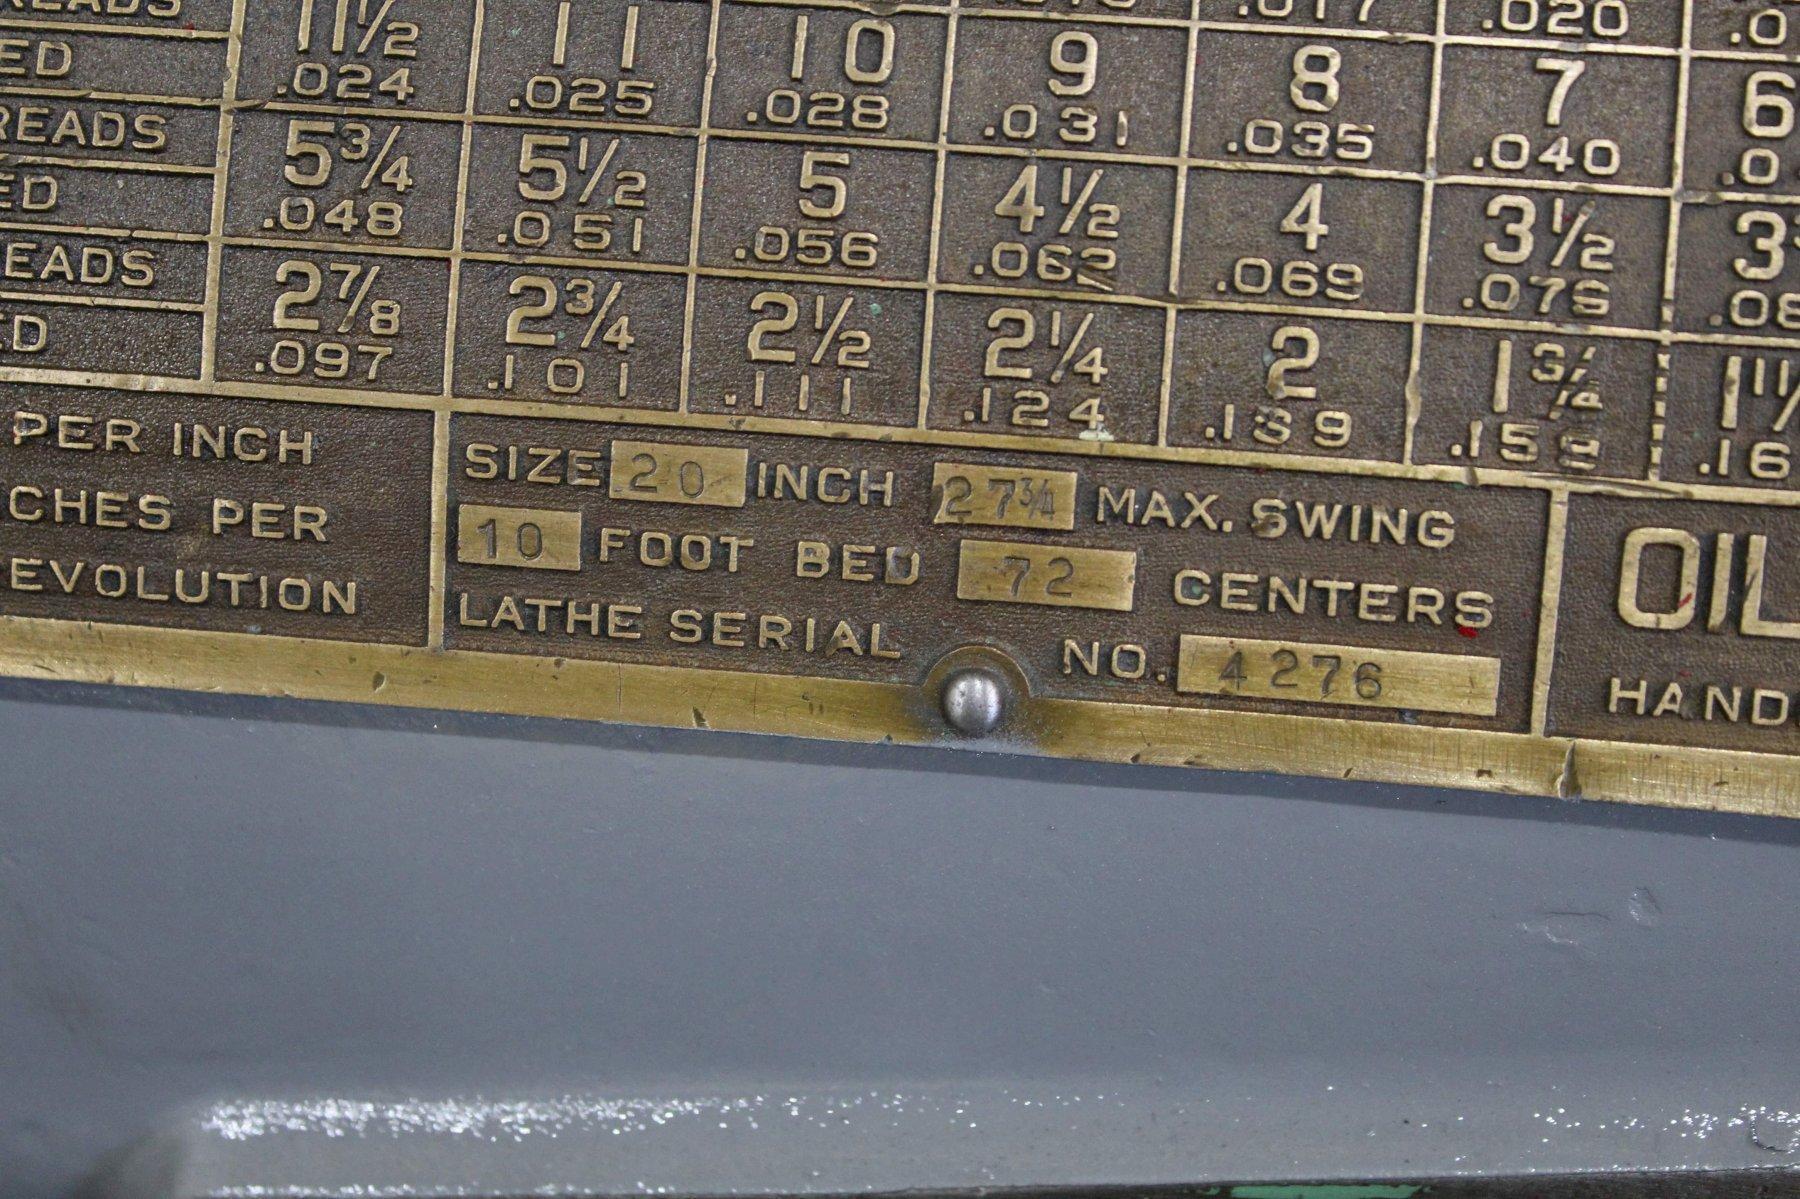 11½ 11 10 9 8 7 6
ED .024 .025 .028 .031 .035 .040
READS 5¾ 5½ 5 4½ 4 3½
ED .048 .051 .056 .062 .069 .079
EADS 2⅞ 2¾ 2½ 2¼ 2 1¾
ED .097 .101 .111 .124 .139 .159
PER INCH
CHES PER
EVOLUTION
SIZE 20 INCH 27¾ MAX. SWING
10 FOOT BED 72 CENTERS
LATHE SERIAL NO. 4276
OIL
HAND